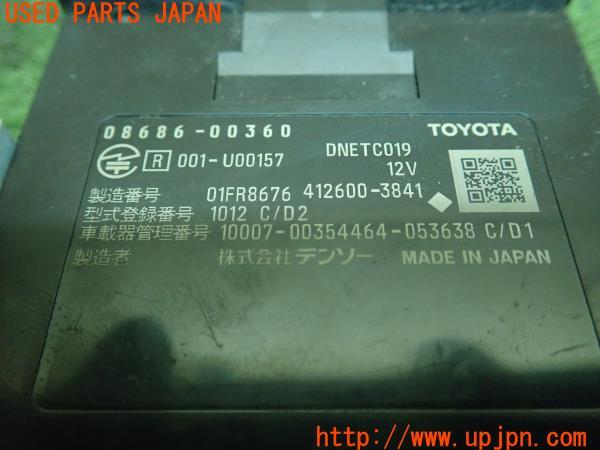 USED PARTS JAPAN
08686-00360 TOYOTA
R 001-U00157 DNETC019
12V
製造番号 01FR8676 412600-3841
型式登録番号 1012 C/D2
車載器管理番号 10007-00354464-053638 C/D1
製造者 株式会社デンソー MADE IN JAPAN
UPJ http://www.upjpn.com